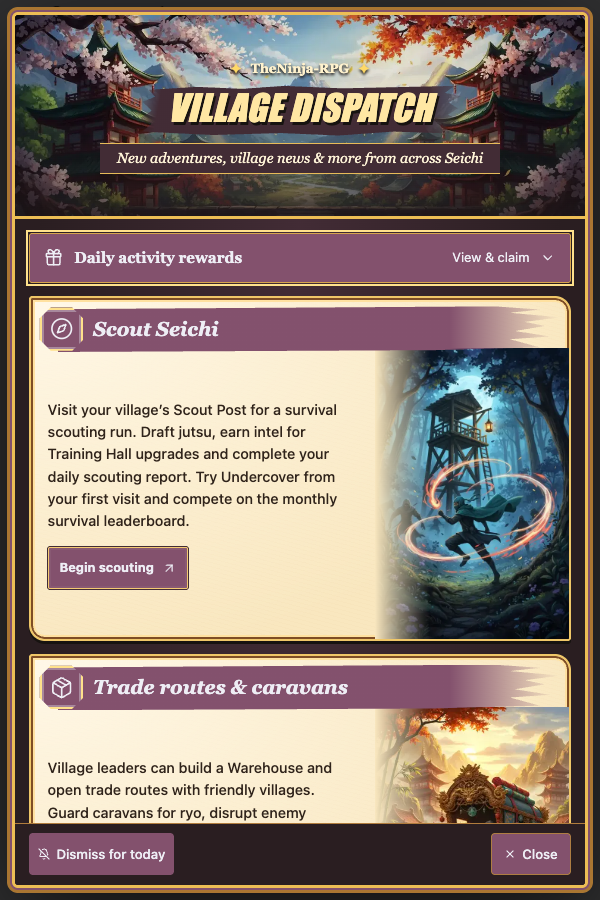 TheNinja-RPG
VILLAGE DISPATCH
New adventures, village news & more from across Seichi
Daily activity rewards
View & claim
Scout Seichi
Visit your village’s Scout Post for a survival
scouting run. Draft jutsu, earn intel for
Training Hall upgrades and complete your
daily scouting report. Try Undercover from
your first visit and compete on the monthly
survival leaderboard.
Begin scouting
Trade routes & caravans
Village leaders can build a Warehouse and
open trade routes with friendly villages.
Guard caravans for ryo, disrupt enemy
Dismiss for today
Close